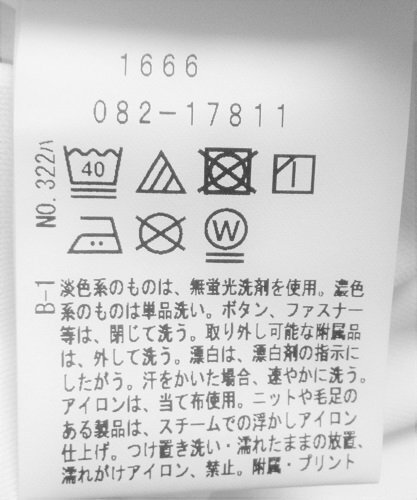 1666
082-17811
NO. 322ハ
40
W
B-1
淡色系のものは、無蛍光洗剤を使用。濃色
系のものは単品洗い。ボタン、ファスナー
等は、閉じて洗う。取り外し可能な附属品
は、外して洗う。漂白は、漂白剤の指示に
したがう。汗をかいた場合、速やかに洗う。
アイロンは、当て布使用。ニットや毛足の
ある製品は、スチームでの浮かしアイロン
仕上げ。つけ置き洗い・濡れたままの放置、
濡れがけアイロン、禁止。附属・プリント